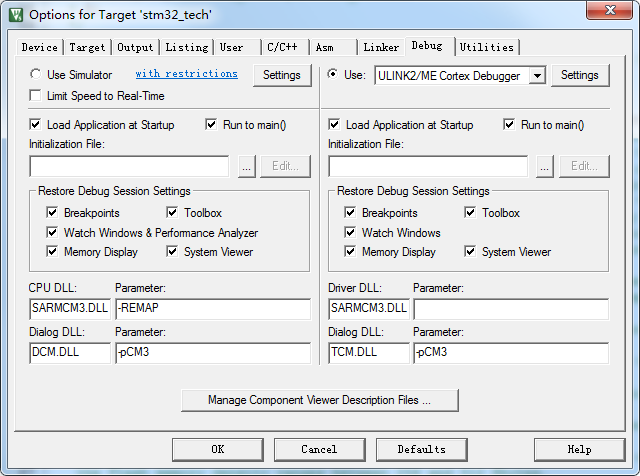 Options for Target 'stm32_tech'
Device Target Output Listing User C/C++ Asm Linker Debug Utilities
Use Simulator with restrictions Settings Use: ULINK2/ME Cortex Debugger Settings
Limit Speed to Real-Time
Load Application at Startup Run to main() Load Application at Startup Run to main()
Initialization File: Initialization File:
... Edit... ... Edit...
Restore Debug Session Settings Restore Debug Session Settings
Breakpoints Toolbox Breakpoints Toolbox
Watch Windows & Performance Analyzer Watch Windows
Memory Display System Viewer Memory Display System Viewer
CPU DLL: Parameter: Driver DLL: Parameter:
SARMCM3.DLL -REMAP SARMCM3.DLL
Dialog DLL: Parameter: Dialog DLL: Parameter:
DCM.DLL -pCM3 TCM.DLL -pCM3
Manage Component Viewer Description Files ...
OK Cancel Defaults Help